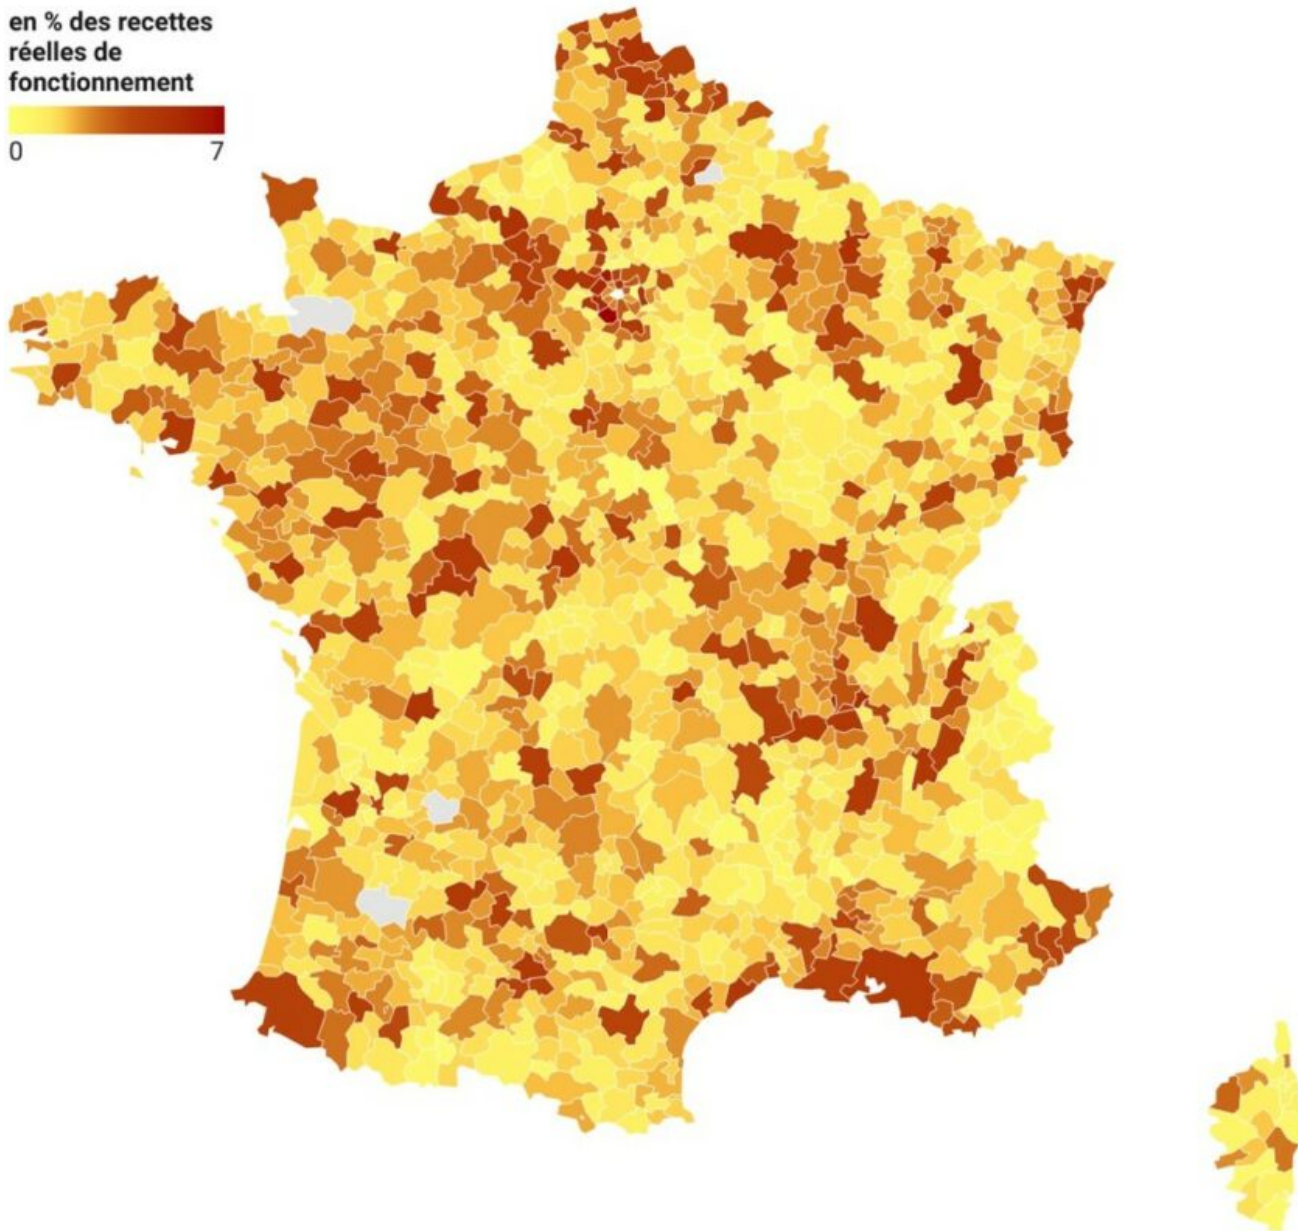 en % des recettes
réelles de
fonctionnement
0 7